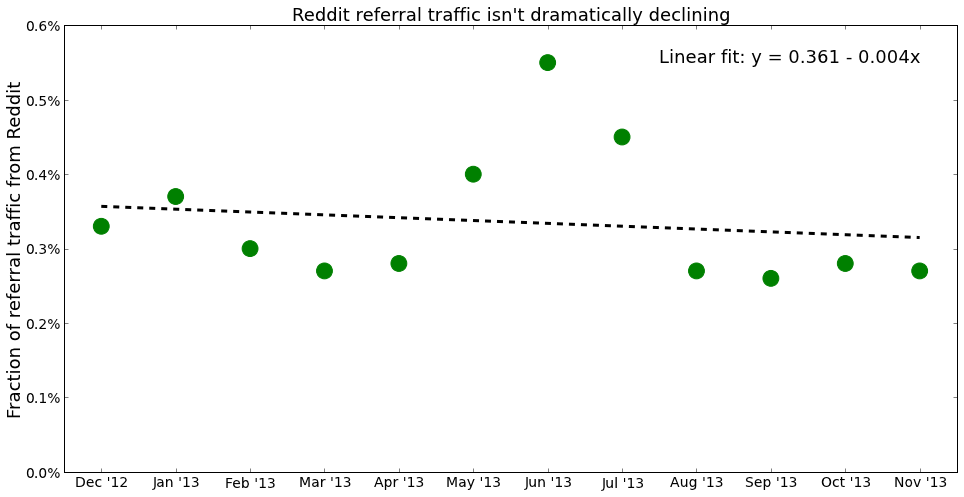 Reddit referral traffic isn't dramatically declining
Linear fit: y = 0.361 - 0.004x
Fraction of referral traffic from Reddit
0.6%
0.5%
0.4%
0.3%
0.2%
0.1%
0.0%
Dec '12 Jan '13 Feb '13 Mar '13 Apr '13 May '13 Jun '13 Jul '13 Aug '13 Sep '13 Oct '13 Nov '13